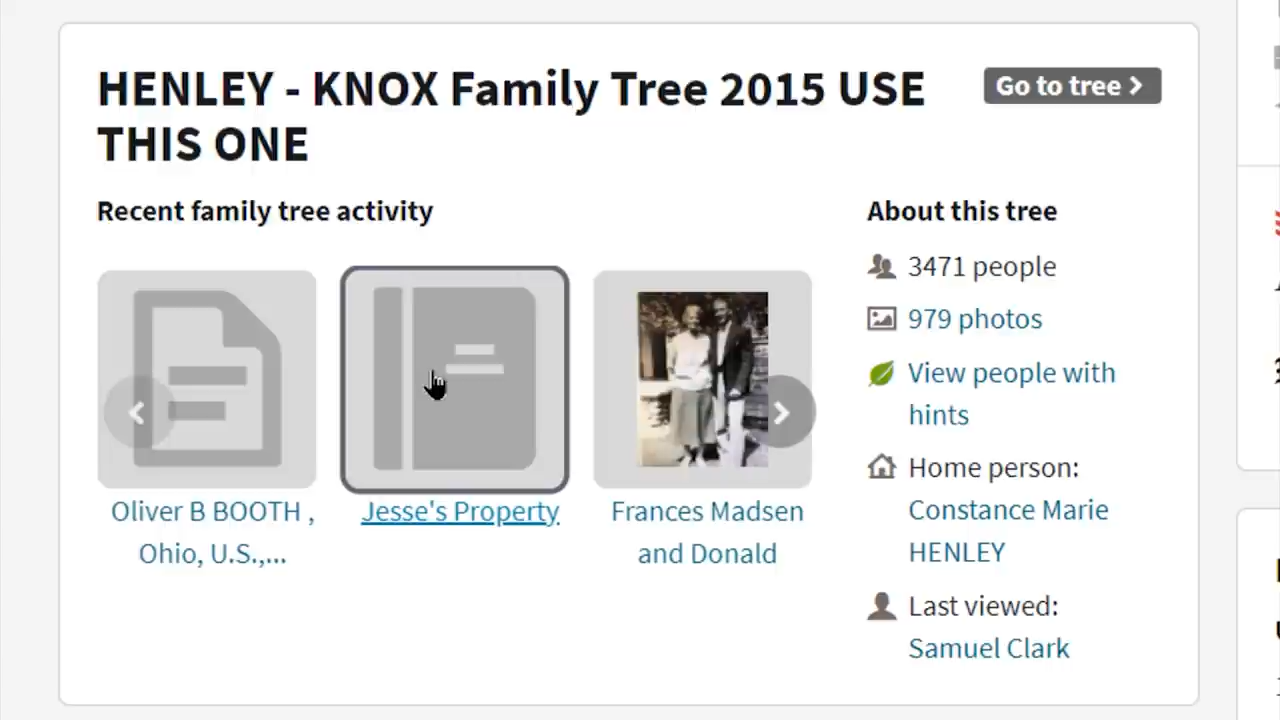 HENLEY - KNOX Family Tree 2015 USE
THIS ONE
Go to tree
Recent family tree activity
Oliver B BOOTH ,
Ohio, U.S.,...
Jesse's Property
Frances Madsen
and Donald
About this tree
3471 people
979 photos
View people with
hints
Home person:
Constance Marie
HENLEY
Last viewed:
Samuel Clark